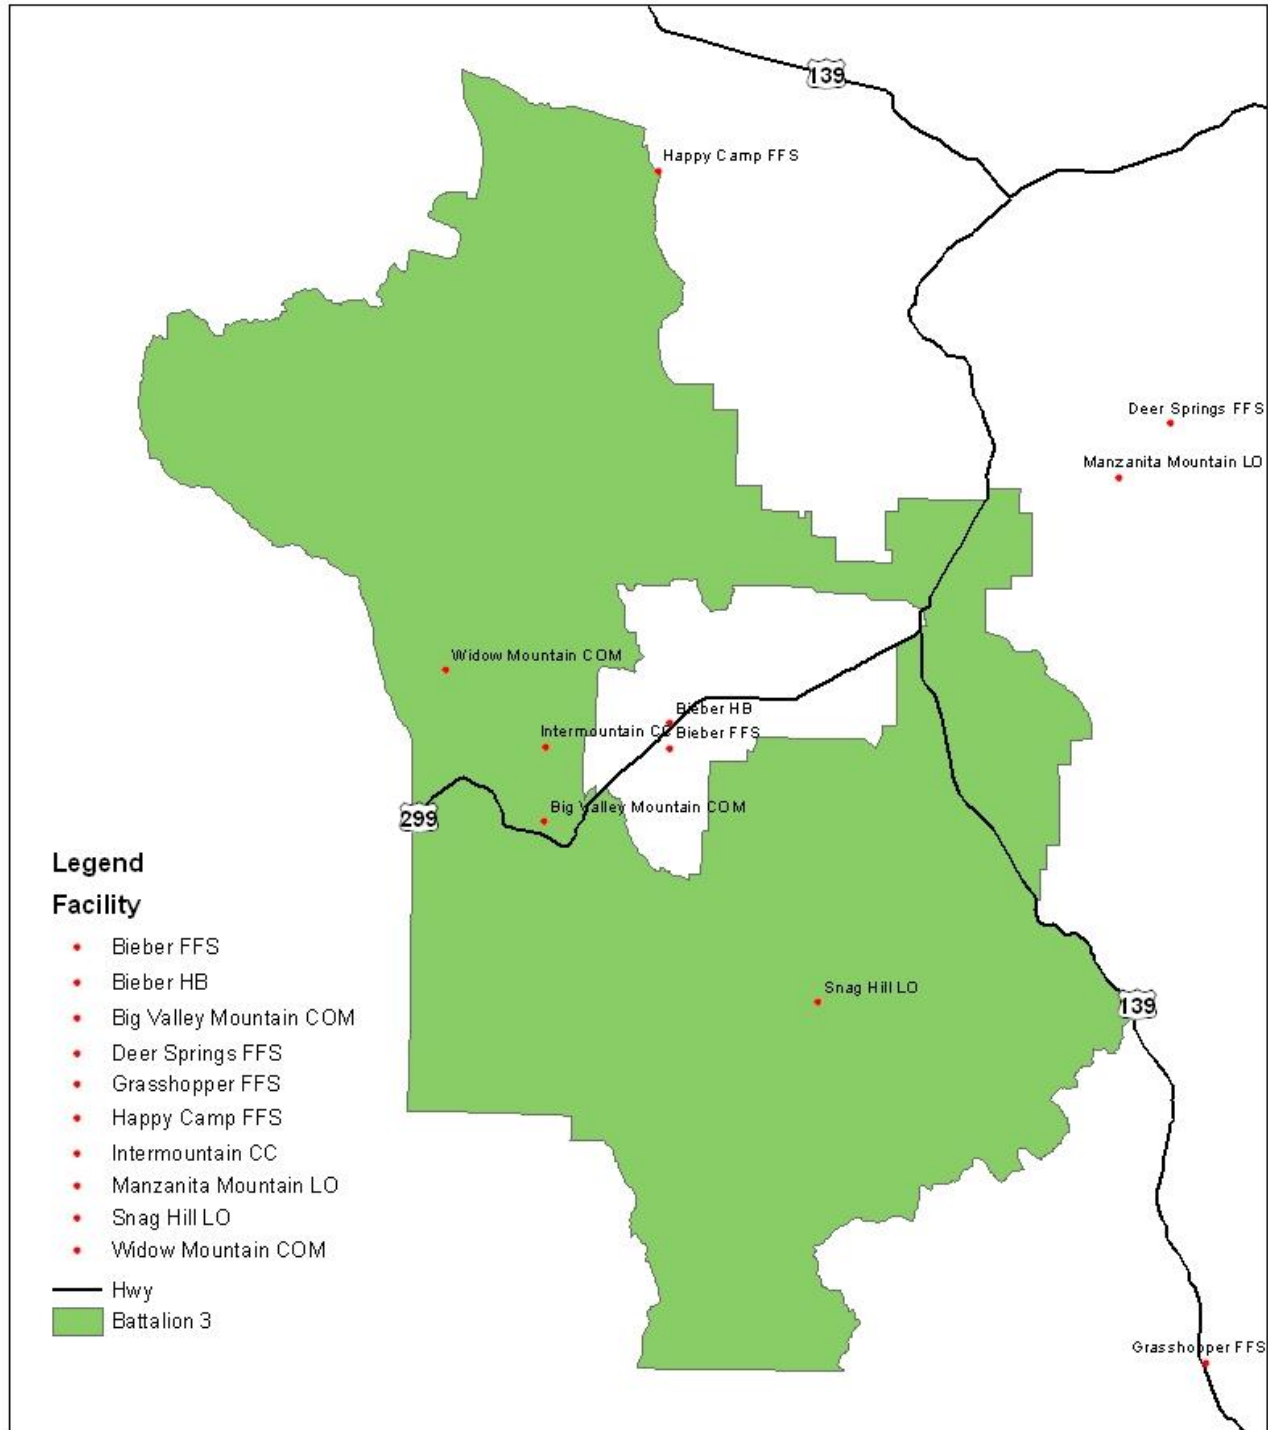 139
Happy Camp FFS
Deer Springs FFS
Manzanita Mountain LO
Widow Mountain COM
Bieber HB
Intermountain CC
Bieber FFS
Big Valley Mountain COM
299
Snag Hill LO
139
Grasshopper FFS
Legend
Facility
Bieber FFS
Bieber HB
Big Valley Mountain COM
Deer Springs FFS
Grasshopper FFS
Happy Camp FFS
Intermountain CC
Manzanita Mountain LO
Snag Hill LO
Widow Mountain COM
Hwy
Battalion 3